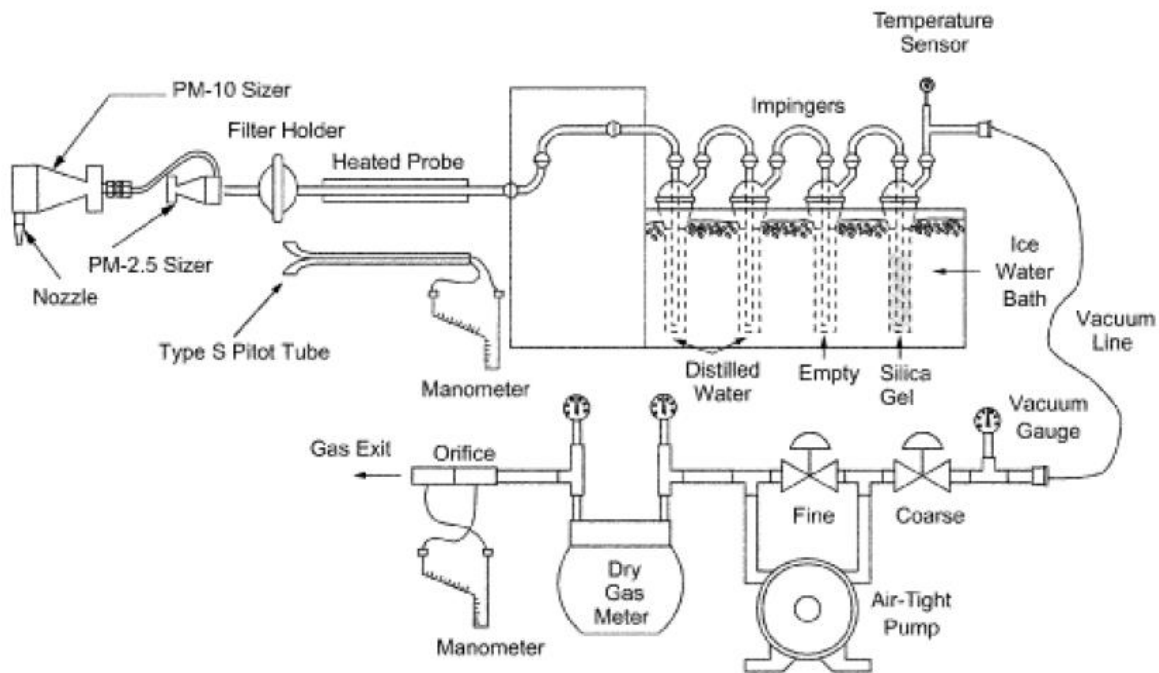 Temperature
Sensor
PM-10 Sizer
Impingers
Filter Holder
Heated Probe
PM-2.5 Sizer
Nozzle
Ice
Water
Bath
Type S Pilot Tube
Vacuum
Line
Manometer
Distilled
Water
Empty
Silica
Gel
Vacuum
Gauge
Gas Exit
Orifice
Fine
Coarse
Dry
Gas
Meter
Air-Tight
Pump
Manometer